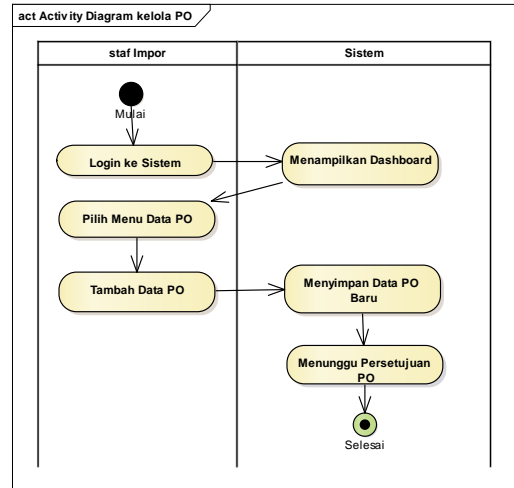 act Activity Diagram kelola PO
staf Impor
Sistem
Mulai
Login ke Sistem
Menampilkan Dashboard
Pilih Menu Data PO
Tambah Data PO
Menyimpan Data PO
Baru
Menunggu Persetujuan
PO
Selesai